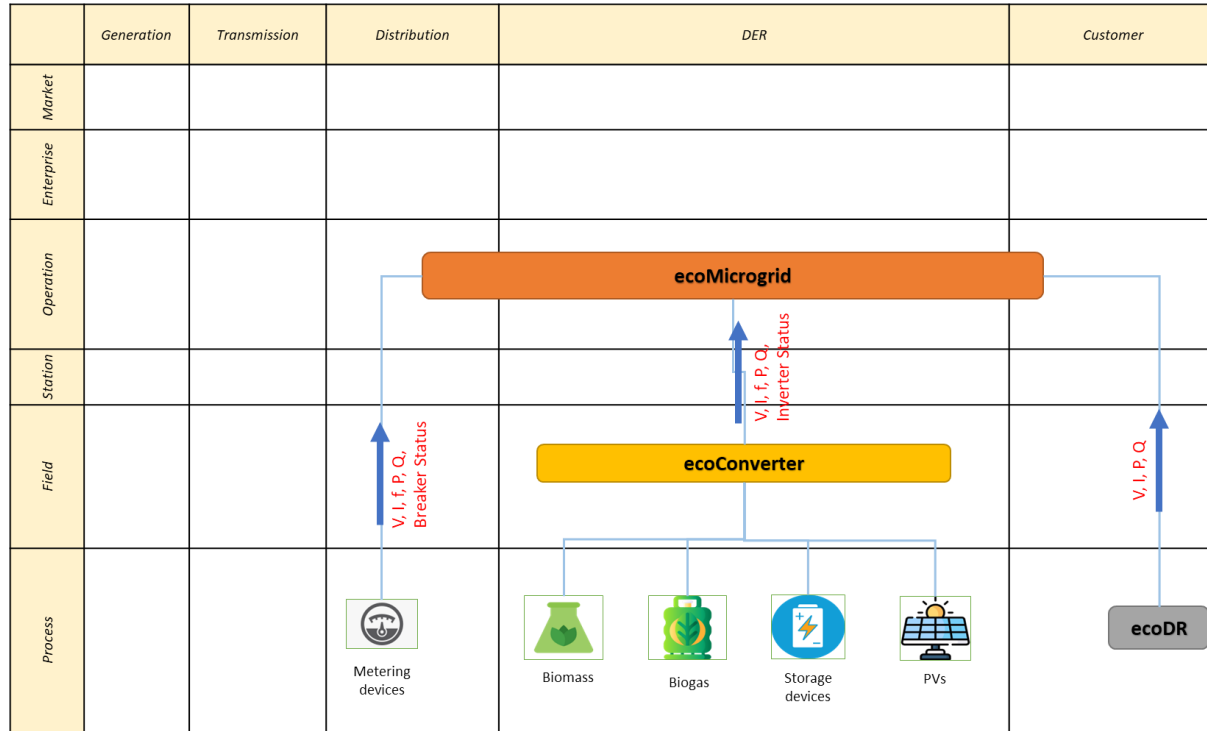 Generation
Transmission
Distribution
DER
Customer
Market
Enterprise
Operation
ecoMicrogrid
Station
V, I, f, P, Q,
Inverter Status
Field
V, I, f, P, Q,
Breaker Status
ecoConverter
V, I, P, Q
Process
Metering
devices
Biomass
Biogas
Storage
devices
PVs
ecoDR